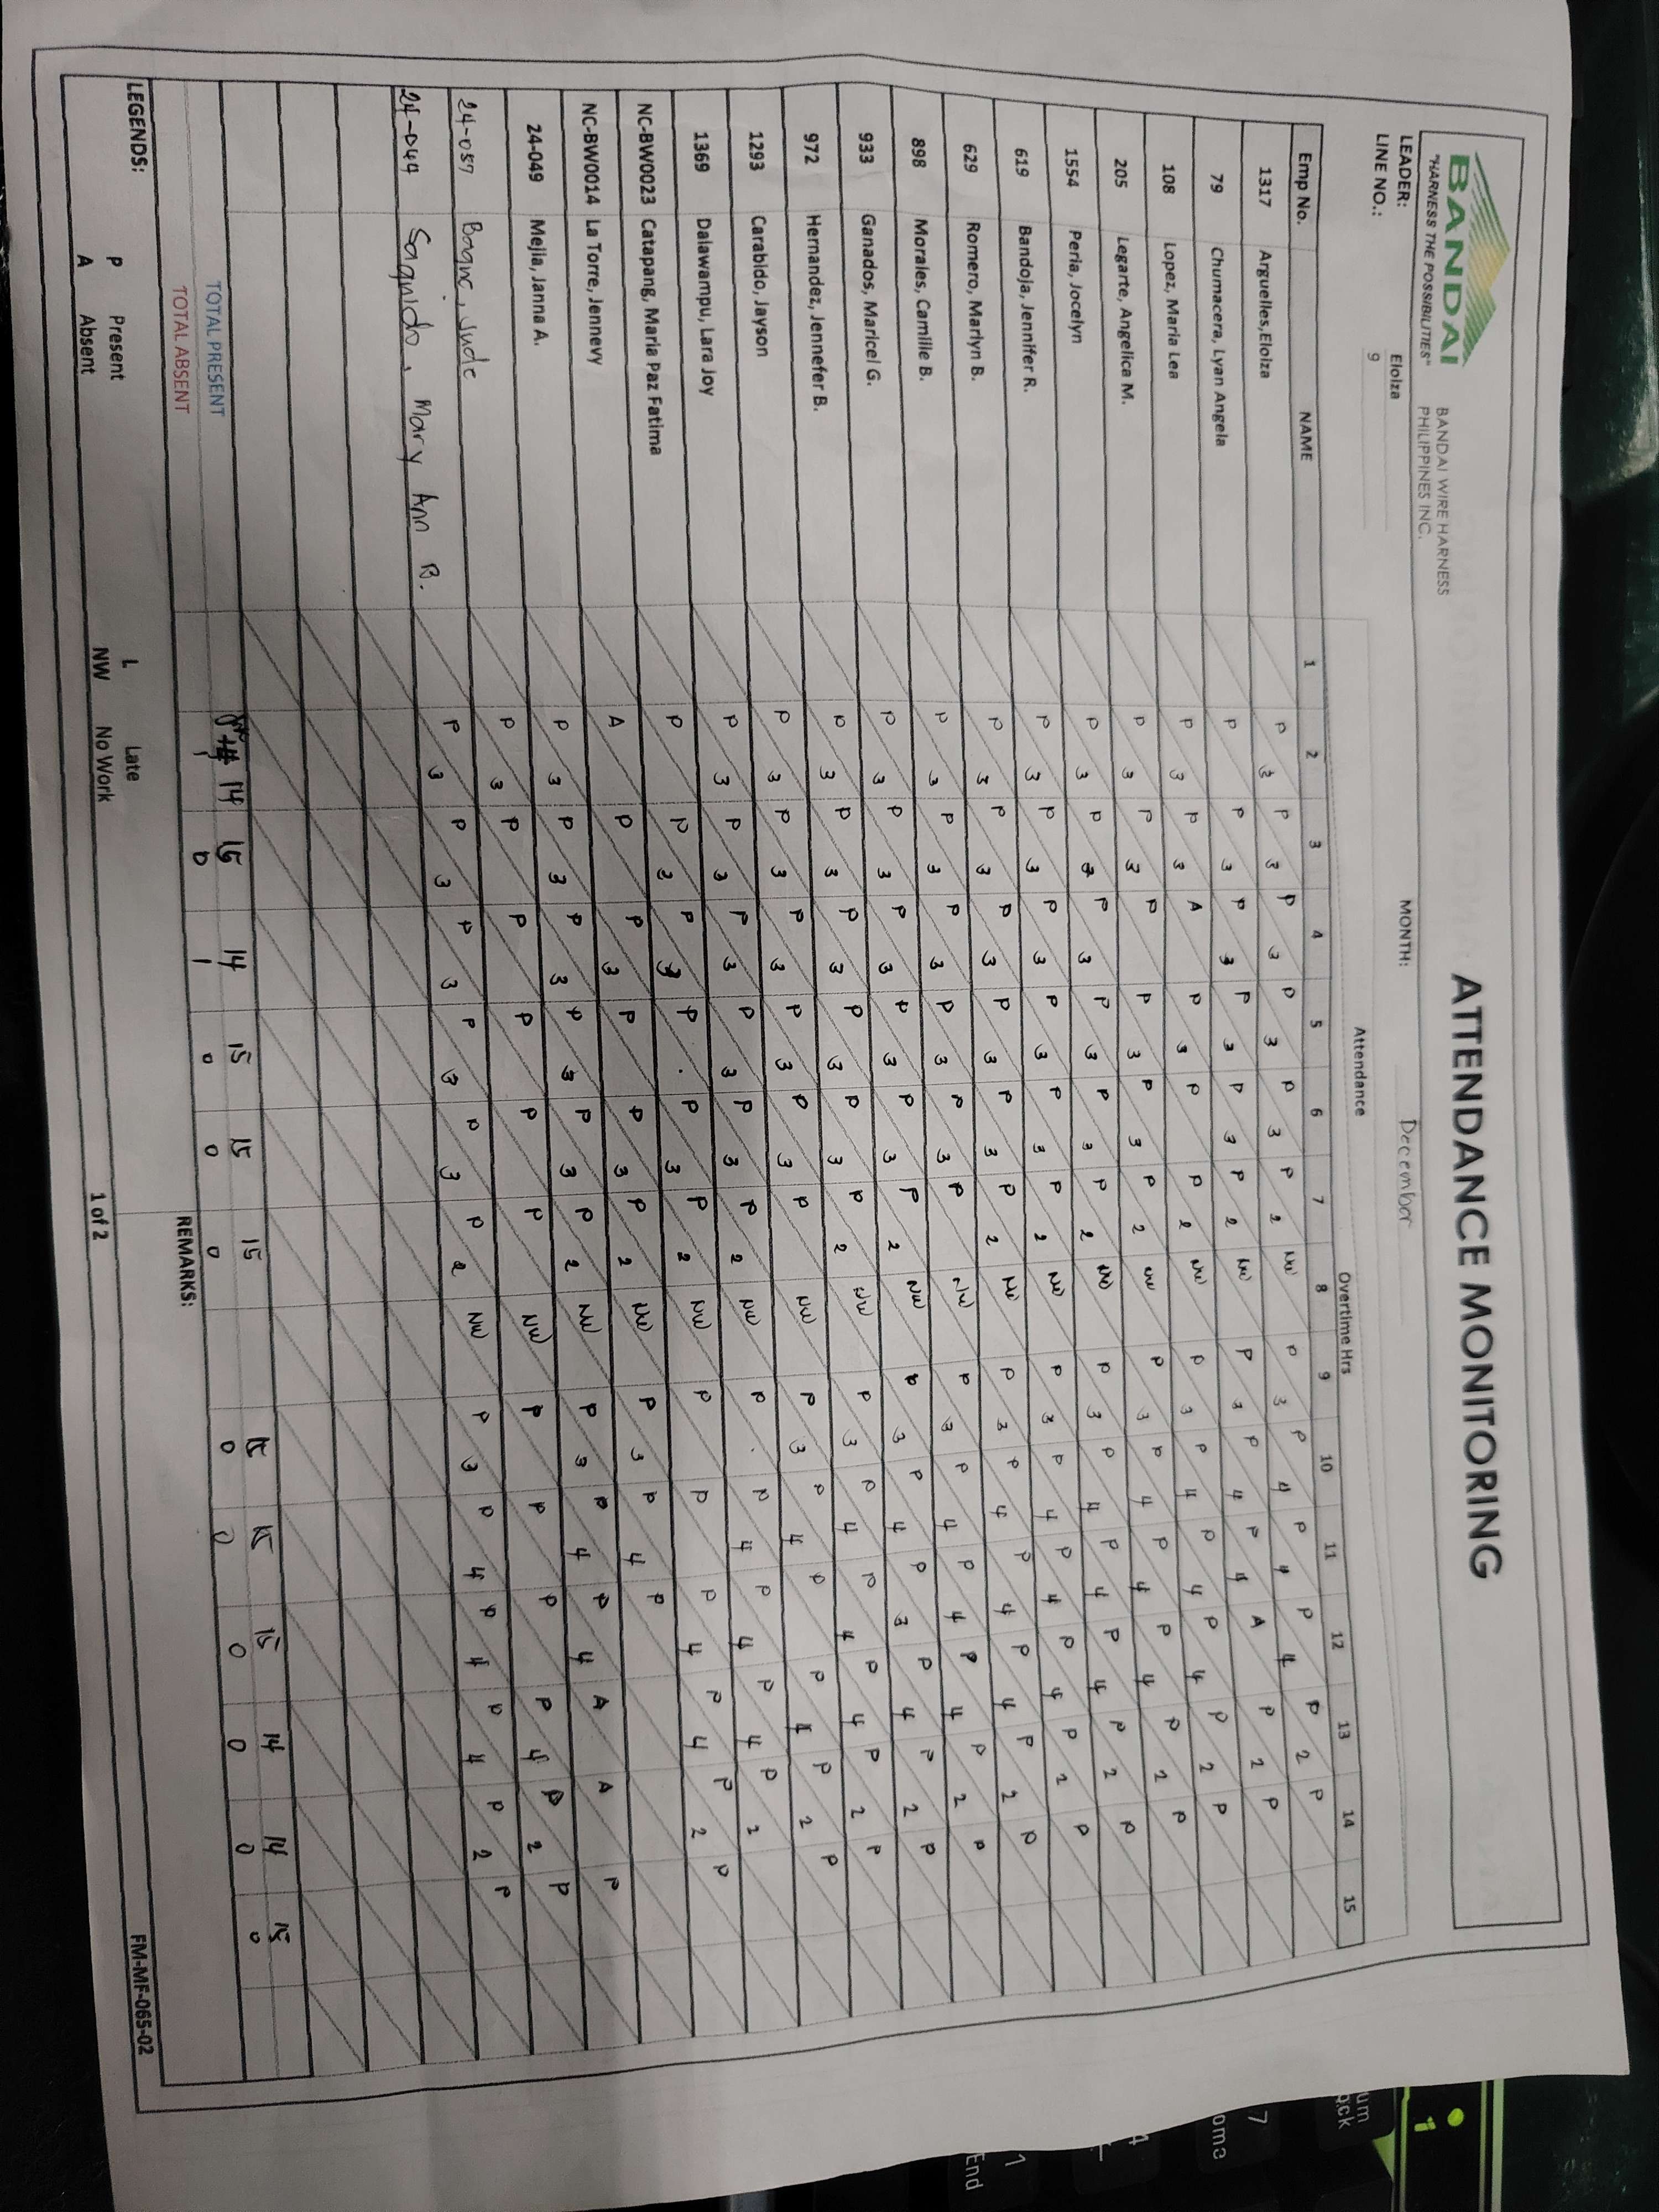 BANDAI
"HARNESS THE POSSIBILITIES"
BANDAI WIRE HARNESS
PHILIPPINES INC.
ATTENDANCE MONITORING
LEADER: Eloiza MONTH: December
LINE NO.: 9
Attendance Overtime Hrs
Emp No. NAME 1 2 3 4 5 6 7 8 9 10 11 12 13 14 15
1317 Arguelles,Eloiza P 3 P 3 P 3 P 3 P 3 P 2 NW P 3 P 4 P 4 P 4 P 2 P
79 Chumacera, Lyan Angela P P 3 P 3 P 3 P 3 P 2 NW P 3 P 4 P 4 A P 2 P
108 Lopez, Maria Lea P 3 P 3 A P 3 P P 2 NW P 3 P 4 P 4 P 4 P 2 P
205 Legarte, Angelica M. P 3 P 3 P P 3 P 3 P 2 NW P 3 P 4 P 4 P 4 P 2 P
1554 Peria, Jocelyn P 3 P 3 P 3 P 3 P 3 P 2 NW P 3 P 4 P 4 P 4 P 2 P
619 Bandoja, Jennifer R. P 3 P 3 P 3 P 3 P 3 P 2 NW P 3 P 4 P 4 P 4 P 2 P
629 Romero, Marlyn B. P 3 P 3 P 3 P 3 P 3 P 2 NW P 3 P 4 P 4 P 4 P 2 P
898 Morales, Camille B. P 3 P 3 P 3 P 3 P 3 P NW P 3 P 4 P 4 P 4 P 2 P
933 Ganados, Maricel G. P 3 P 3 P 3 P 3 P 3 P 2 NW P 3 P 4 P 3 P 4 P 2 P
972 Hernandez, Jennefer B. P 3 P 3 P 3 P 3 P 3 P 2 NW P 3 P 4 P 4 P 4 P 2 P
1293 Carabido, Jayson P 3 P 3 P 3 P 3 P 3 P NW P 3 P 4 P P 4 P 2 P
1369 Dalawampu, Lara Joy P 3 P 3 P 3 P 3 P 3 P 2 NW P P 4 P 4 P 4 P 2
NC-BW0023 Catapang, Maria Paz Fatima P P 3 P 3 P P 3 P 2 NW P P P 4 P 4 P 2 P
NC-BW0014 La Torre, Jennevy A P P 3 P P 3 P 2 NW P 3 P 4 P
24-049 Mejia, Janna A. P 3 P 3 P 3 P 3 P 3 P 2 NW P 3 P 4 P 4 A A P
24-057 Jude P 3 P P P P P NW P P P P 4 P 2 P
24-044 Mary Ann B. P 3 P 3 P 3 P 3 P 3 P 2 NW P 3 P 4 P 4 P 4 P 2 P
TOTAL PRESENT 14 15 14 15 15 15 15 15 15 14 14 15
TOTAL ABSENT 1 0 1 0 0 0 0 0 0 0 0 0
LEGENDS: REMARKS:
P Present L Late
A Absent NW No Work
1 of 2
FM-MF-065-02
7
ome
1
End
um
ock